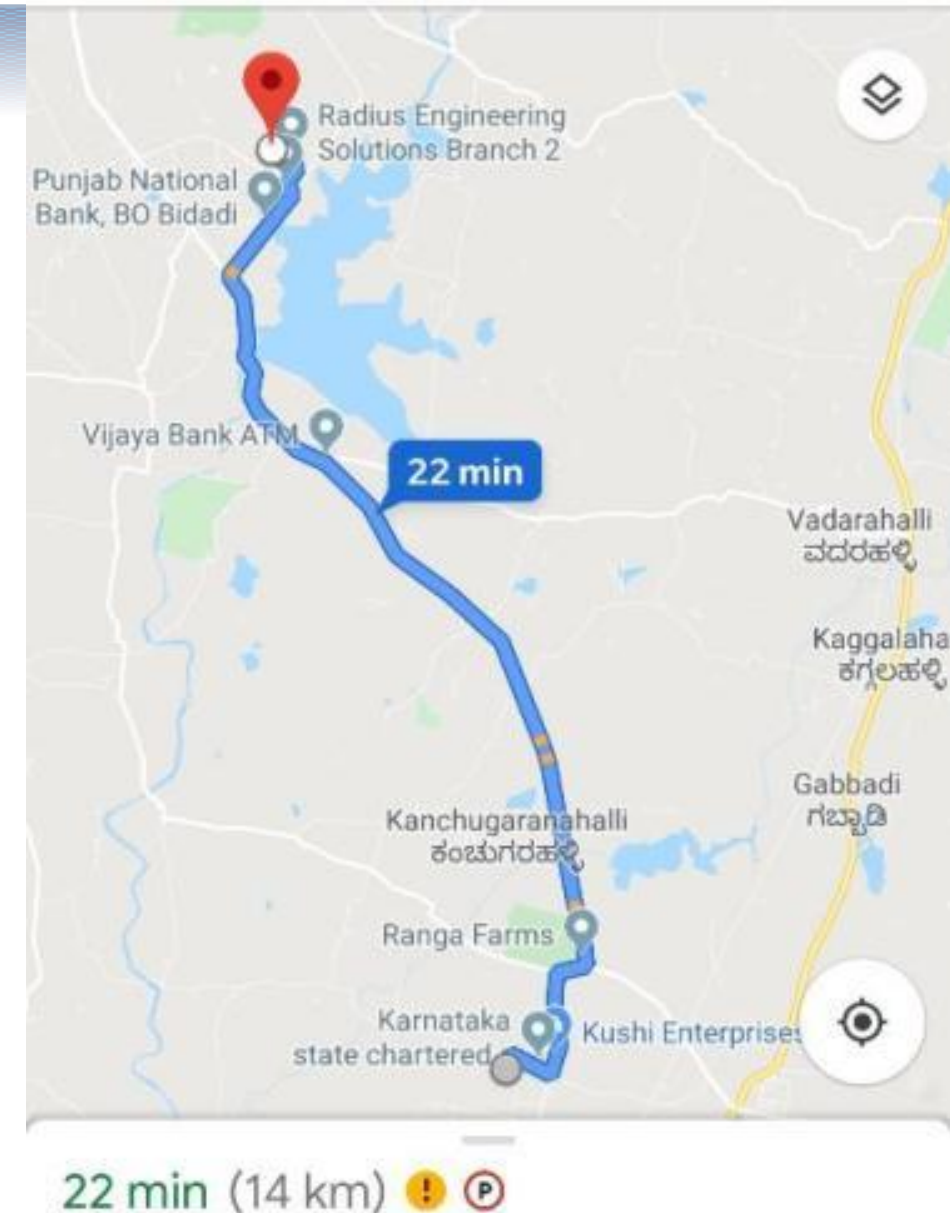 Radius Engineering
Solutions Branch 2
Punjab National
Bank, BO Bidadi
Vijaya Bank ATM
22 min
Vadarahalli
ವದರಹಳ್ಳಿ
Kaggalaha
ಕಗ್ಗಲಹಳ್ಳಿ
Gabbadi
ಗಬ್ಬಾಡಿ
Kanchugaranahalli
ಕಂಚುಗರಹಳ್ಳಿ
Ranga Farms
Karnataka
state chartered
Kushi Enterprises
22 min (14 km) ! P